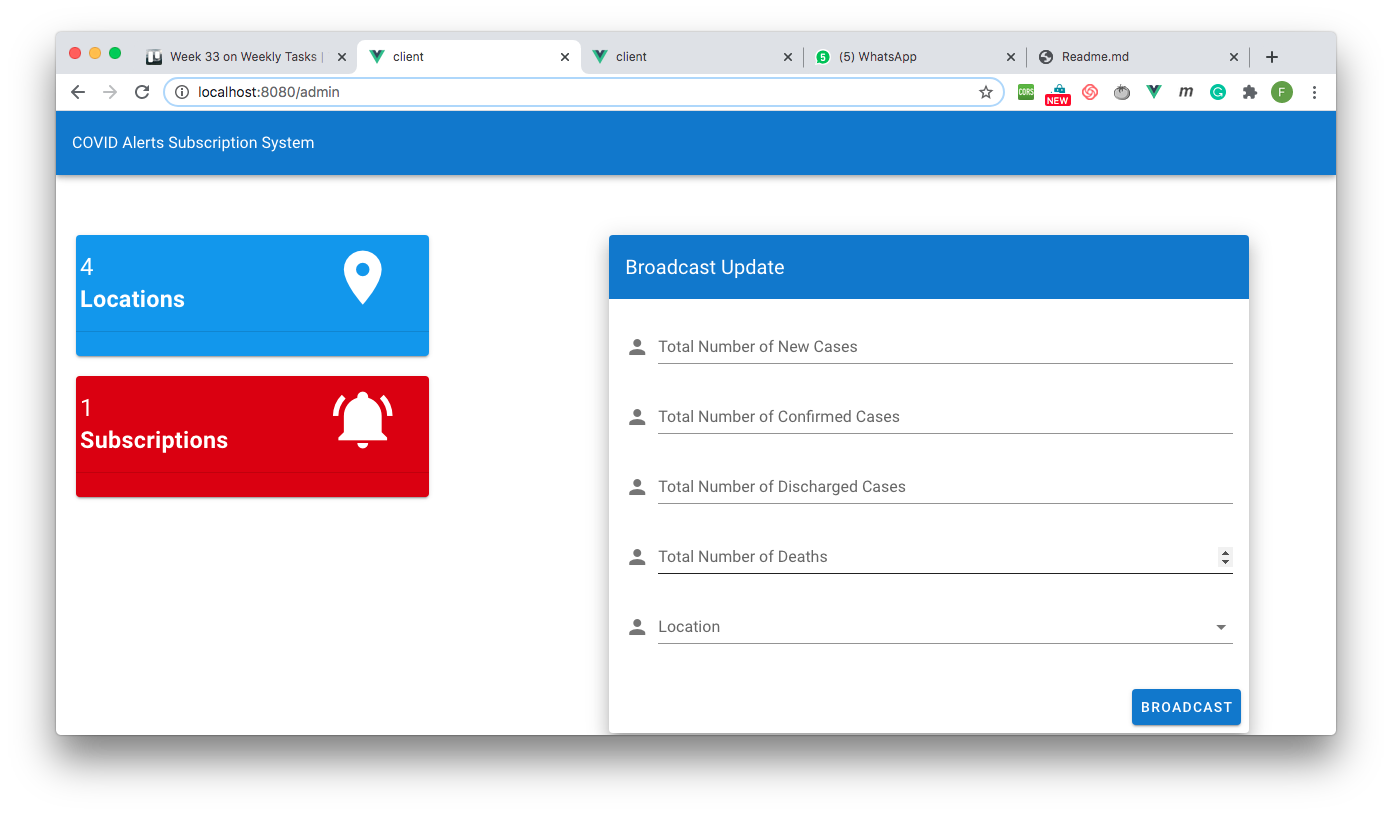 Week 33 on Weekly Tasks |
client
client
5
(5) WhatsApp
Readme.md
localhost:8080/admin
CORS
NEW
m
G
F
COVID Alerts Subscription System
4
Locations
1
Subscriptions
Broadcast Update
Total Number of New Cases
Total Number of Confirmed Cases
Total Number of Discharged Cases
Total Number of Deaths
Location
BROADCAST